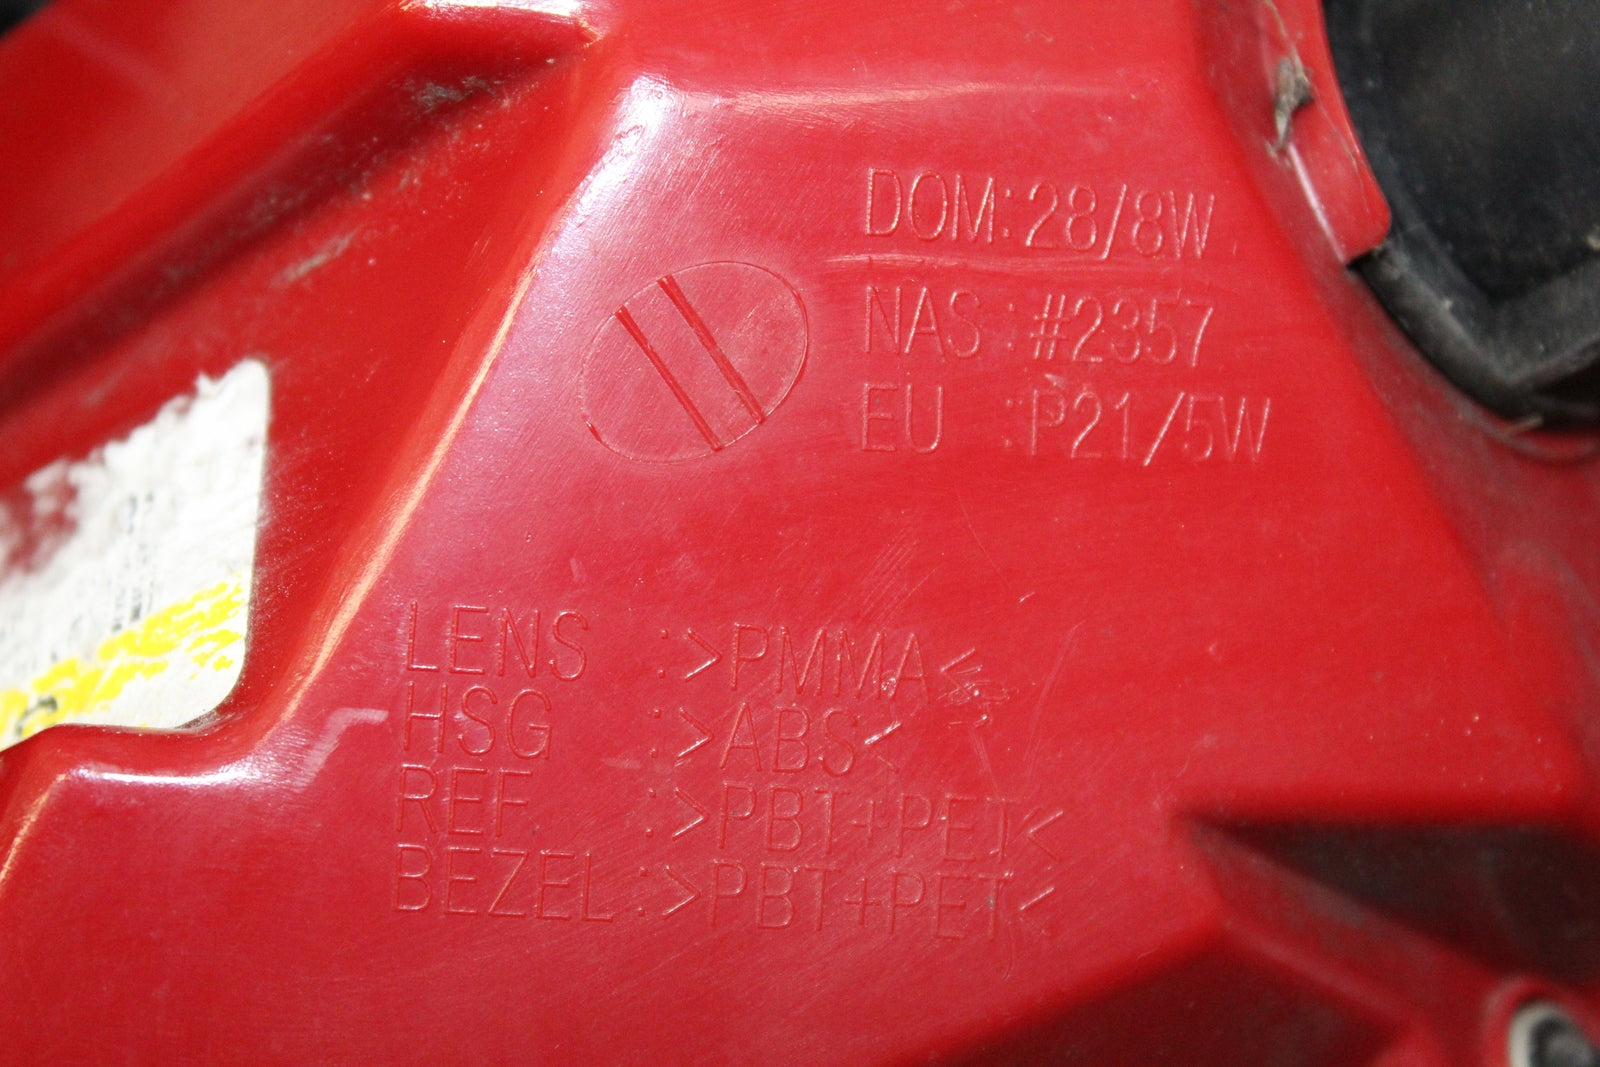 DOM:28/8W
NAS :#2357
EU :P21/5W
LENS :>PMMA<
HSG :>ABS<
REF :>PBT+PET<
BEZEL :>PBT+PET<